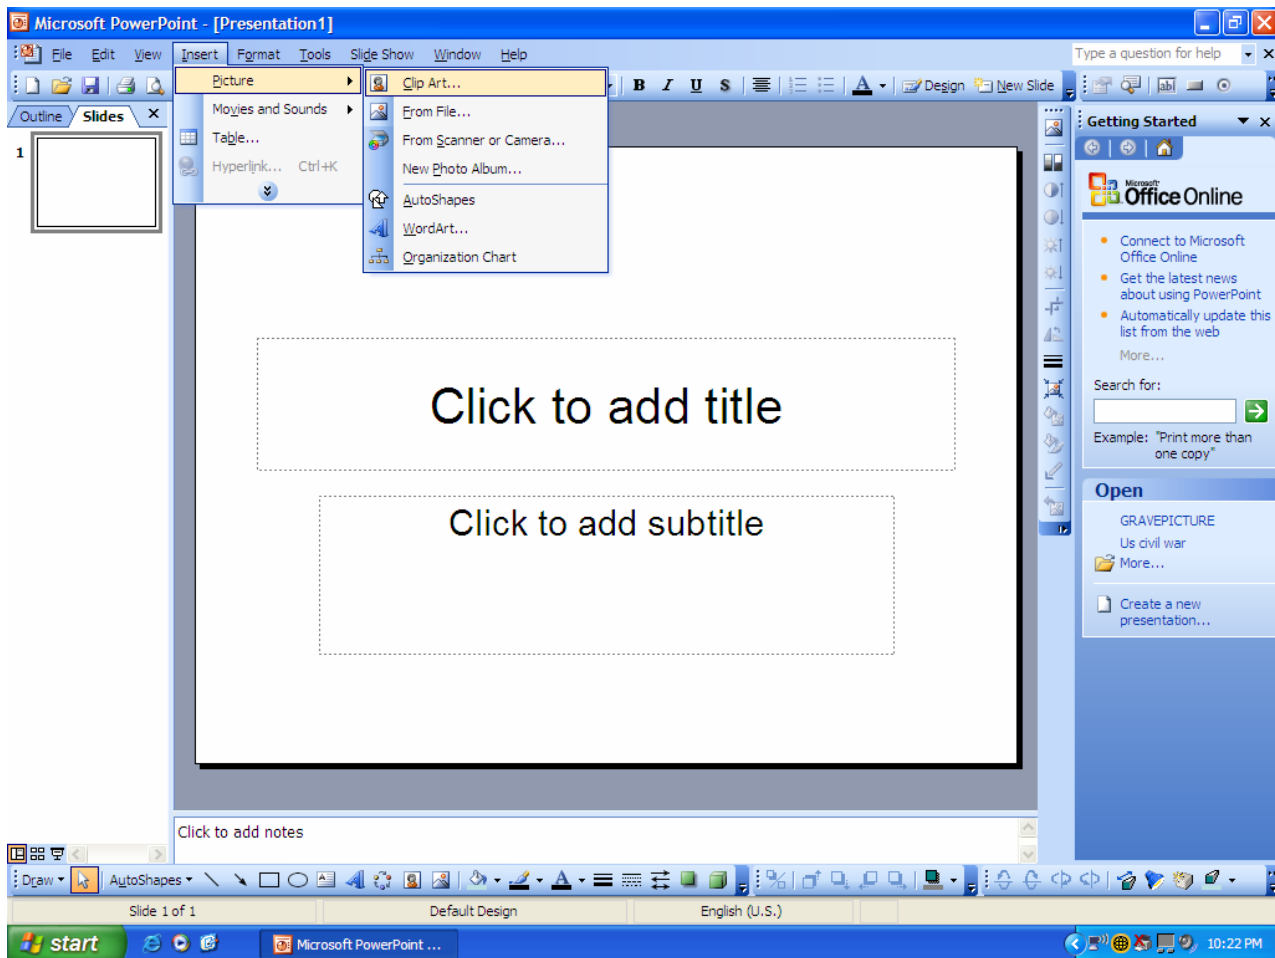 Microsoft PowerPoint - [Presentation1]
File Edit View Insert Format Tools Slide Show Window Help
Type a question for help
B I U S A Design New Slide
Picture
Movies and Sounds
Table...
Hyperlink... Ctrl+K
Clip Art...
From File...
From Scanner or Camera...
New Photo Album...
AutoShapes
WordArt...
Organization Chart
Outline Slides
1
Click to add title
Click to add subtitle
Click to add notes
Getting Started
Microsoft
Office Online
Connect to Microsoft
Office Online
Get the latest news
about using PowerPoint
Automatically update this
list from the web
More...
Search for:
Example: "Print more than
one copy"
Open
GRAVEPICTURE
Us civil war
More...
Create a new
presentation...
Draw AutoShapes
Slide 1 of 1 Default Design English (U.S.)
start Microsoft PowerPoint ... 10:22 PM